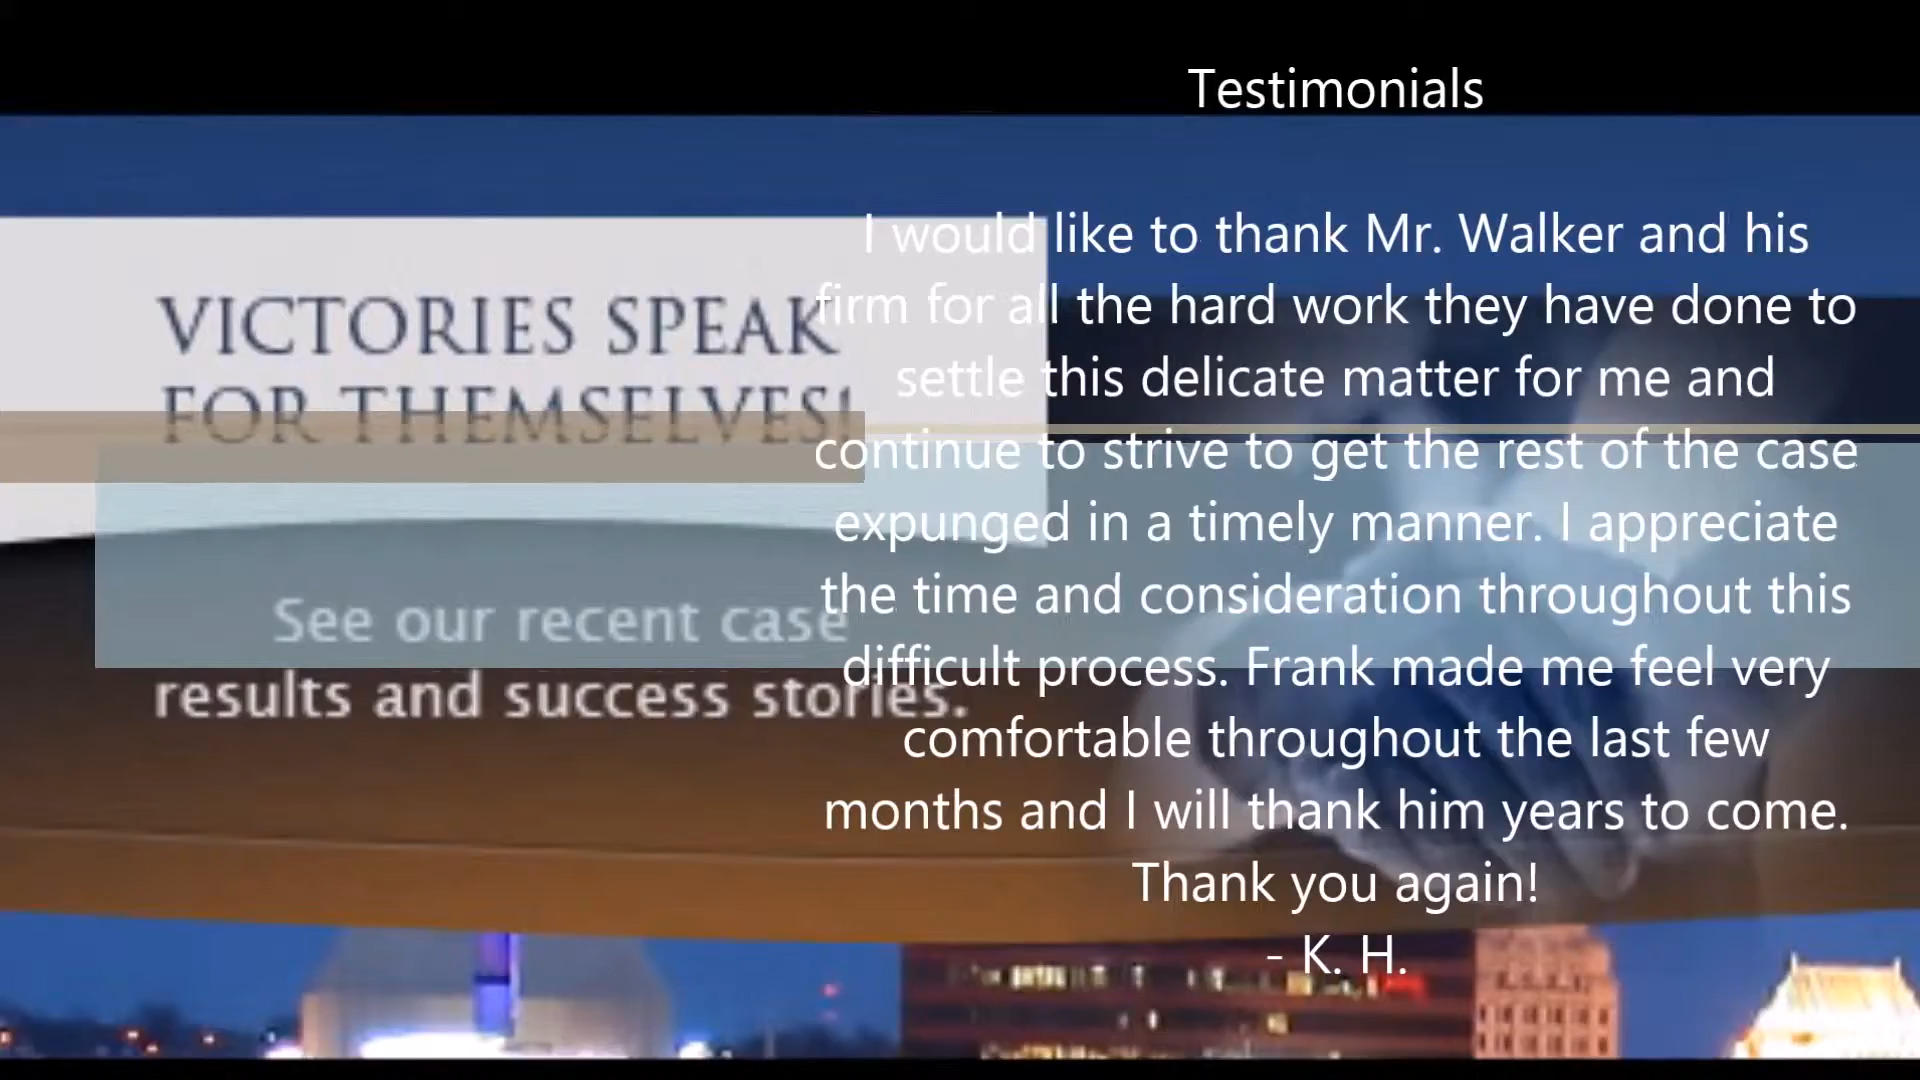 Testimonials
I would like to thank Mr. Walker and his
firm for all the hard work they have done to
settle this delicate matter for me and
continue to strive to get the rest of the case
expunged in a timely manner. I appreciate
the time and consideration throughout this
difficult process. Frank made me feel very
comfortable throughout the last few
months and I will thank him years to come.
Thank you again!
- K. H.
VICTORIES SPEAK
FOR THEMSELVES!
See our recent case
results and success stories.